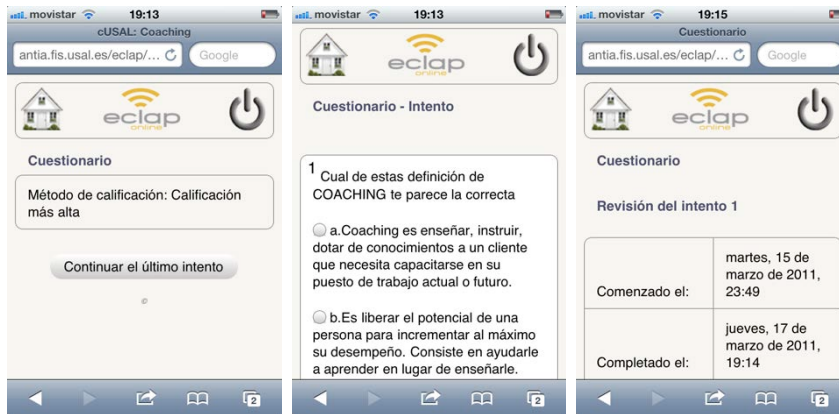 movistar 19:13
cUSAL: Coaching
antia.fis.usal.es/eclap/... Google
eclap
online
Cuestionario
Método de calificación: Calificación
más alta
Continuar el último intento
2
movistar 19:13
eclap
online
Cuestionario - Intento
1 Cual de estas definición de
COACHING te parece la correcta
a.Coaching es enseñar, instruir,
dotar de conocimientos a un cliente
que necesita capacitarse en su
puesto de trabajo actual o futuro.
b.Es liberar el potencial de una
persona para incrementar al máximo
su desempeño. Consiste en ayudarle
a aprender en lugar de enseñarle.
2
movistar 19:15
Cuestionario
antia.fis.usal.es/eclap/... Google
eclap
online
Cuestionario
Revisión del intento 1
Comenzado el:
martes, 15 de
marzo de 2011,
23:49
Completado el:
jueves, 17 de
marzo de 2011,
19:14
2